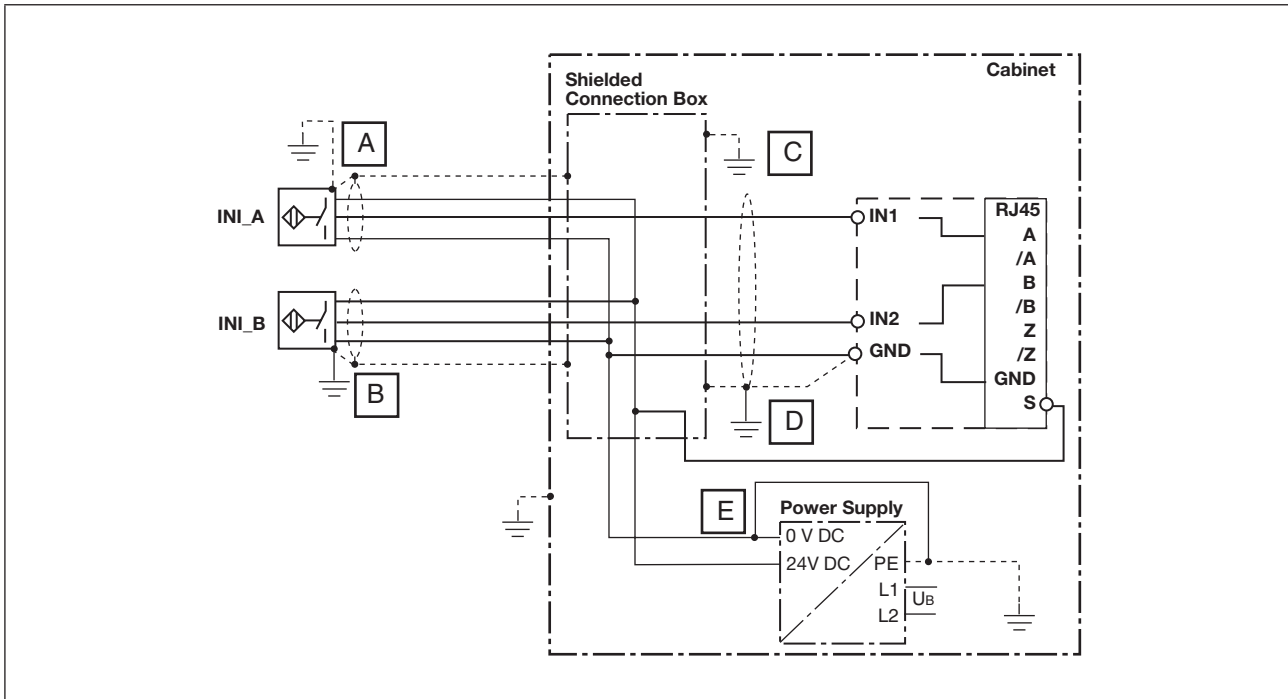 Cabinet
Shielded
Connection Box
A
C
INI_A
IN1
RJ45
A
/A
B
/B
Z
/Z
GND
S
INI_B
IN2
GND
B
D
E
Power Supply
0 V DC
24V DC
PE
L1
L2
UB